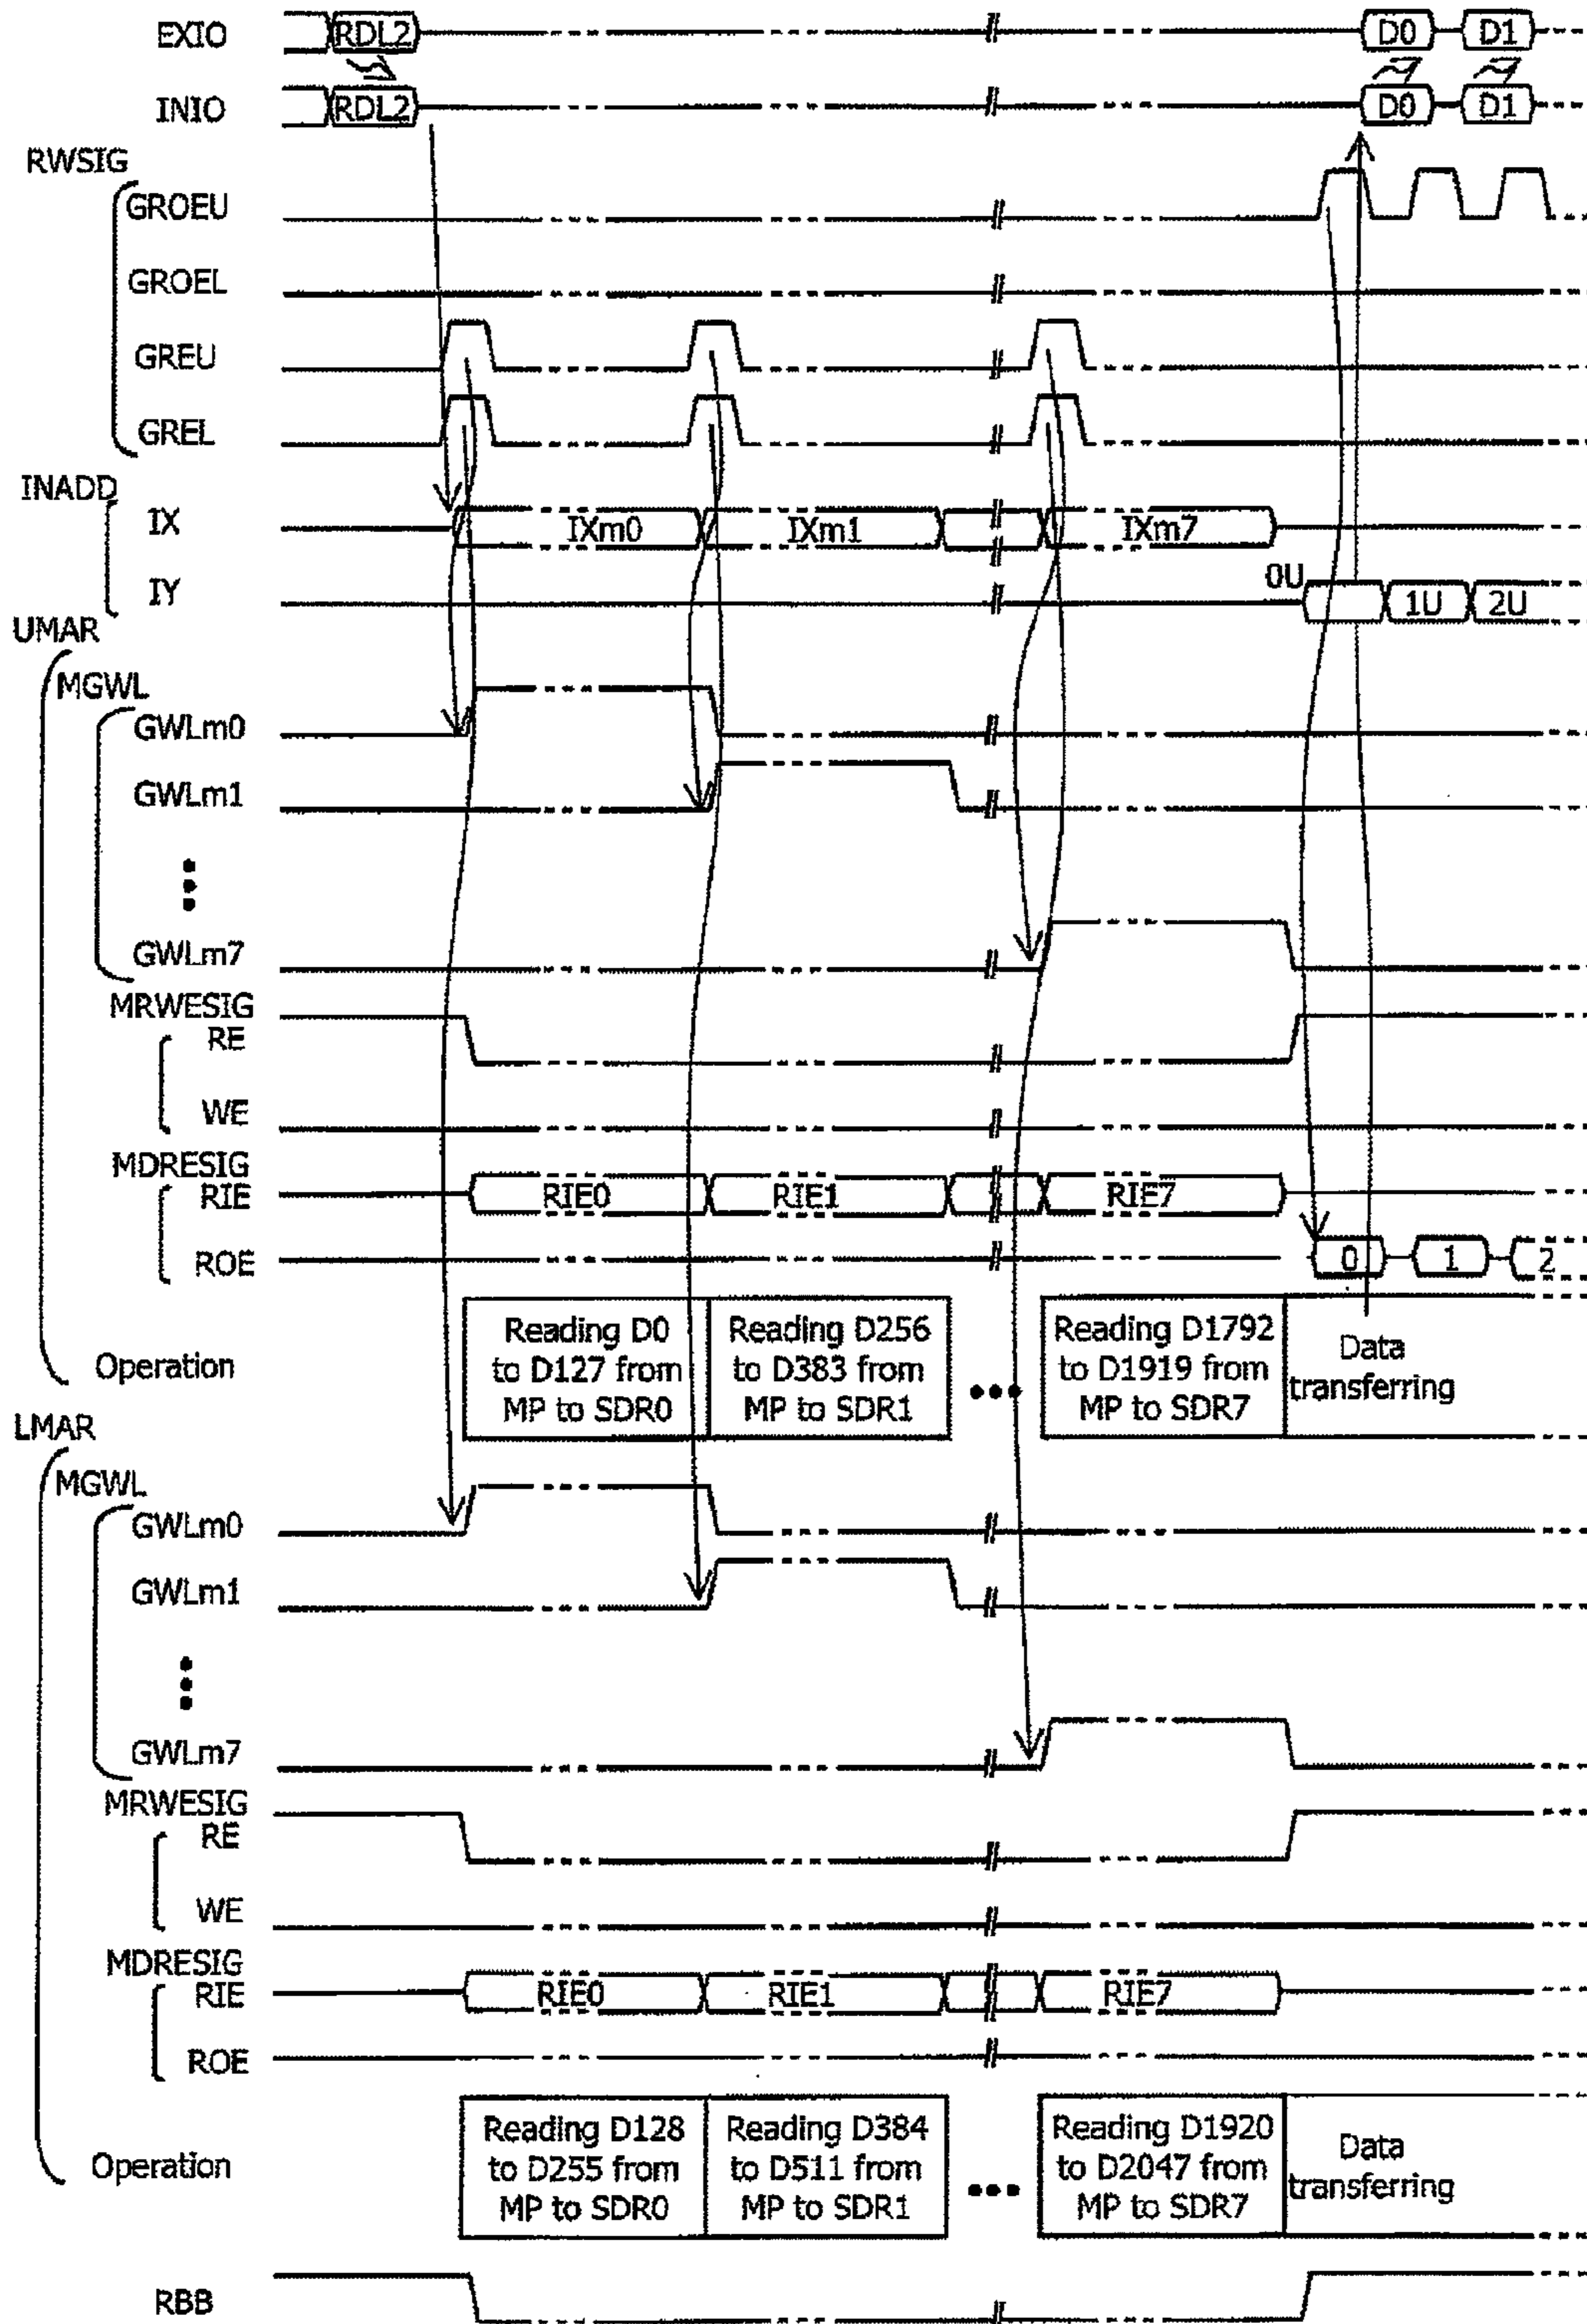 EXIO RDL2 D0 D1
INIO RDL2 D0 D1
RWSIG
GROEU
GROEL
GREU
GREL
INADD
IX IXm0 IXm1 IXm7
IY 0U 1U 2U
UMAR
MGWL
GWLm0
GWLm1
GWLm7
MRWESIG
RE
WE
MDRESIG
RIE RIE0 RIE1 RIE7
ROE 0 1 2
Operation
Reading D0
to D127 from
MP to SDR0
Reading D256
to D383 from
MP to SDR1
Reading D1792
to D1919 from
MP to SDR7
Data
transferring
LMAR
MGWL
GWLm0
GWLm1
GWLm7
MRWESIG
RE
WE
MDRESIG
RIE RIE0 RIE1 RIE7
ROE
Operation
Reading D128
to D255 from
MP to SDR0
Reading D384
to D511 from
MP to SDR1
Reading D1920
to D2047 from
MP to SDR7
Data
transferring
RBB